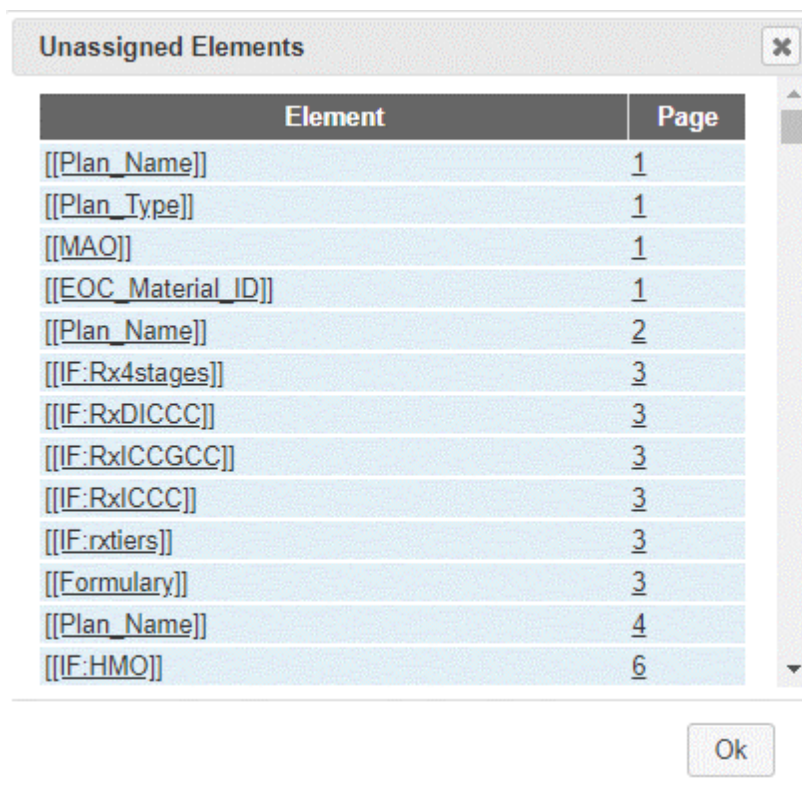 Unassigned Elements
Element Page
[[Plan_Name]] 1
[[Plan_Type]] 1
[[MAO]] 1
[[EOC_Material_ID]] 1
[[Plan_Name]] 2
[[IF:Rx4stages]] 3
[[IF:RxDICCC]] 3
[[IF:RxICCGCC]] 3
[[IF:RxICCC]] 3
[[IF:rxtiers]] 3
[[Formulary]] 3
[[Plan_Name]] 4
[[IF:HMO]] 6
Ok